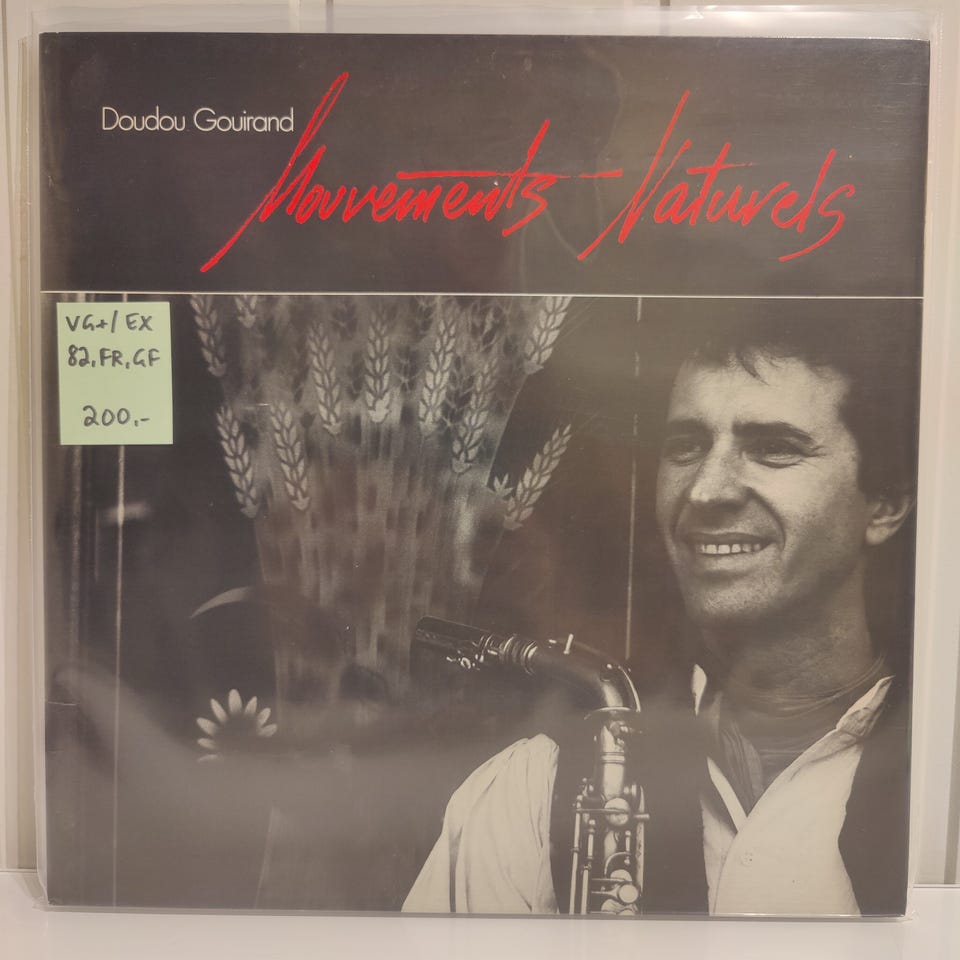 Doudou Gouirand
Mouvements Naturels
VG+/EX
82, FR, GF
200,-